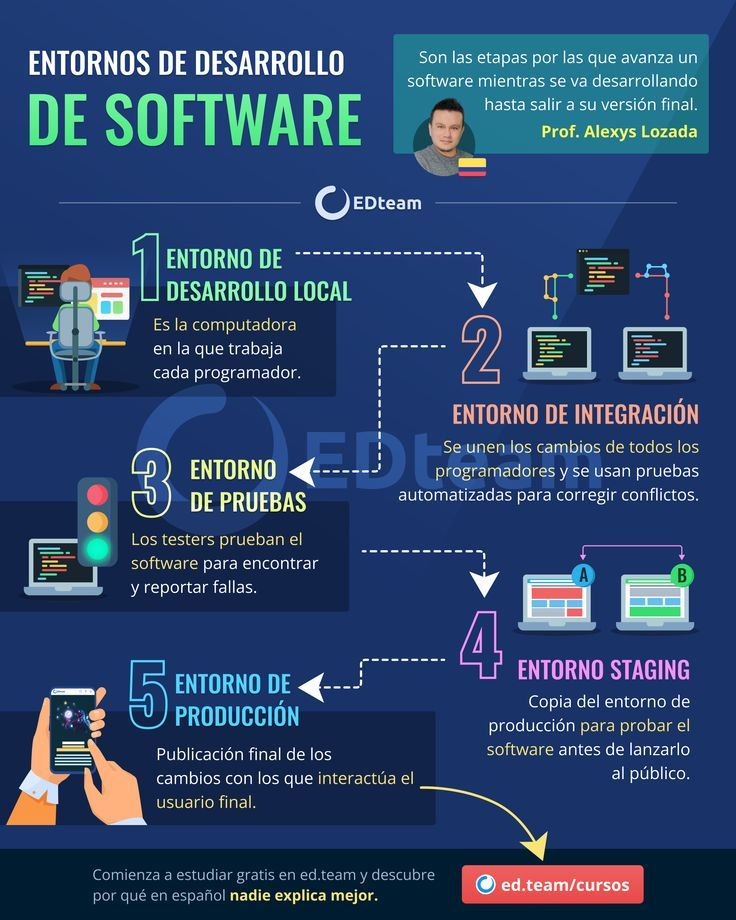 ENTORNOS DE DESARROLLO
DE SOFTWARE
Son las etapas por las que avanza un
software mientras se va desarrollando
hasta salir a su versión final.
Prof. Alexys Lozada
EDteam
1 ENTORNO DE
DESARROLLO LOCAL
Es la computadora
en la que trabaja
cada programador.
2
ENTORNO DE INTEGRACIÓN
Se unen los cambios de todos los
programadores y se usan pruebas
automatizadas para corregir conflictos.
EDteam
3 ENTORNO
DE PRUEBAS
Los testers prueban el
software para encontrar
y reportar fallas.
A B
4
ENTORNO STAGING
Copia del entorno de
producción para probar el
software antes de lanzarlo
al público.
5 ENTORNO DE
PRODUCCIÓN
Publicación final de los
cambios con los que interactúa el
usuario final.
Comienza a estudiar gratis en ed.team y descubre
por qué en español nadie explica mejor.
ed.team/cursos